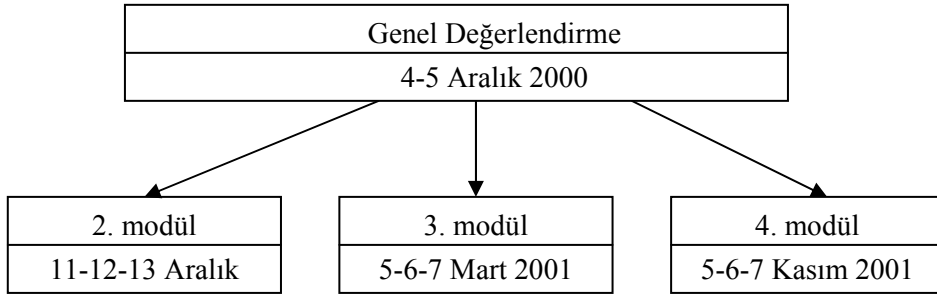 Genel Değerlendirme
4-5 Aralık 2000
2. modül
11-12-13 Aralık
3. modül
5-6-7 Mart 2001
4. modül
5-6-7 Kasım 2001